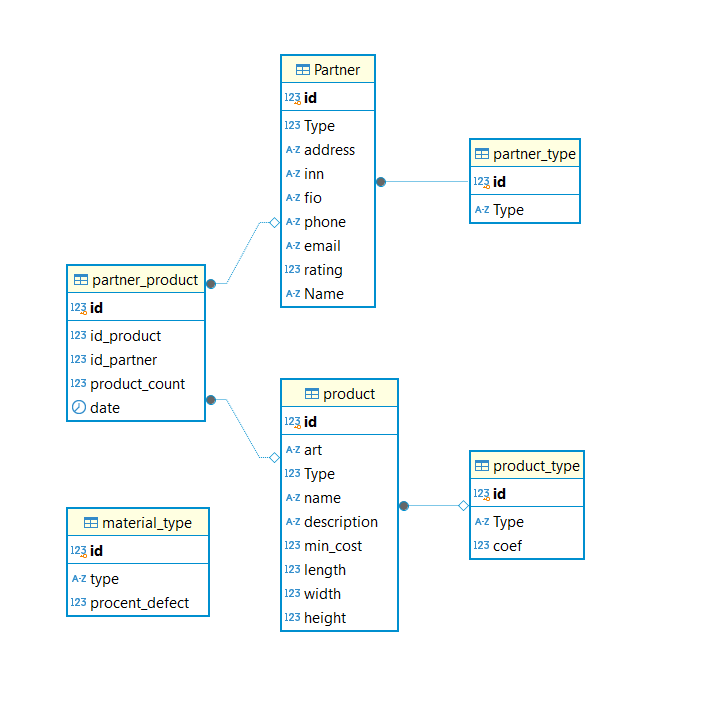 Partner
123 id
123 Type
A-Z address
A-Z inn
A-Z fio
A-Z phone
A-Z email
123 rating
A-Z Name
partner_type
123 id
A-Z Type
partner_product
123 id
123 id_product
123 id_partner
123 product_count
date
product
123 id
A-Z art
123 Type
A-Z name
A-Z description
123 min_cost
123 length
123 width
123 height
product_type
123 id
A-Z Type
123 coef
material_type
123 id
A-Z type
123 procent_defect